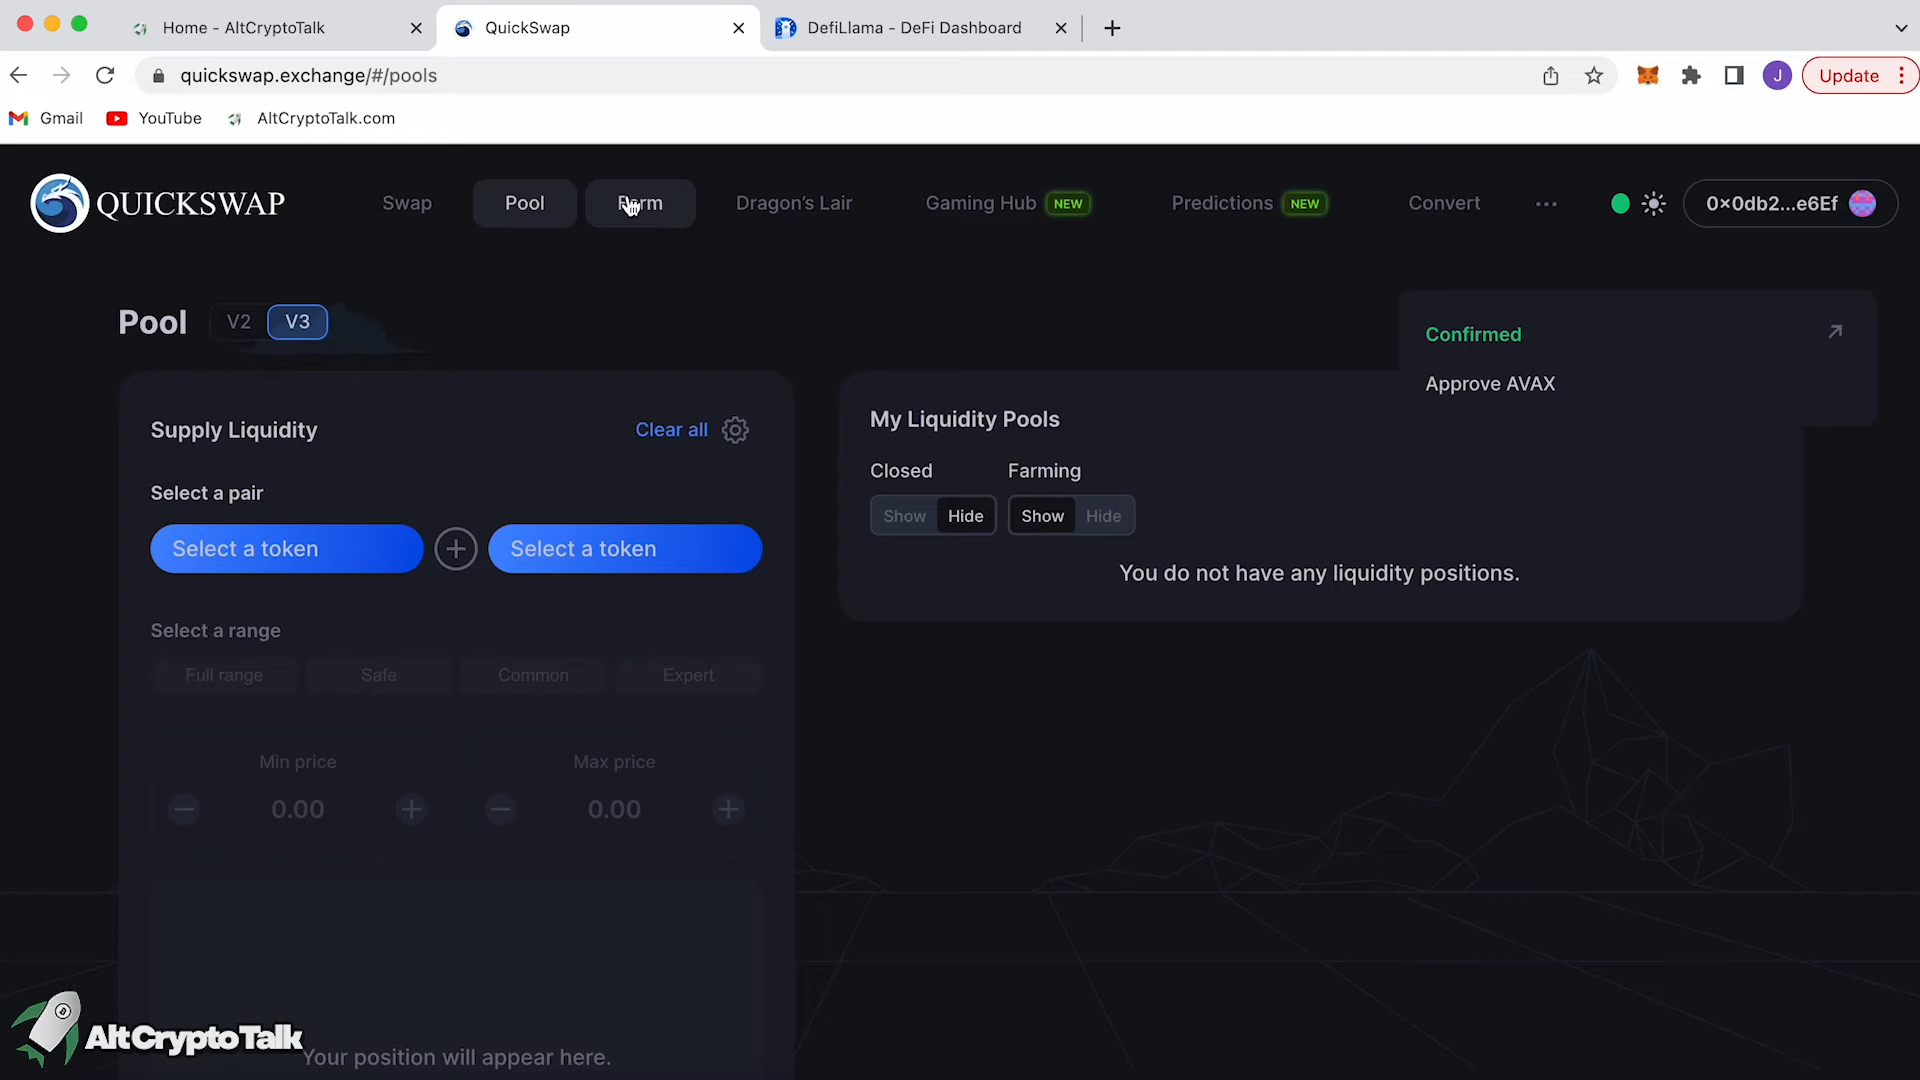 Home - AltCryptoTalk
QuickSwap
DefiLlama - DeFi Dashboard
quickswap.exchange/#/pools
J
Update
Gmail
YouTube
AltCryptoTalk.com
QUICKSWAP
Swap
Pool
Farm
Dragon's Lair
Gaming Hub NEW
Predictions NEW
Convert
0x0db2...e6Ef
Pool
V2
V3
Confirmed
Approve AVAX
Supply Liquidity
Clear all
Select a pair
Select a token
Select a token
Select a range
Full range
Safe
Common
Expert
Min price
Max price
0.00
0.00
Your position will appear here.
My Liquidity Pools
Closed
Farming
Show
Hide
Show
Hide
You do not have any liquidity positions.
AltCryptoTalk